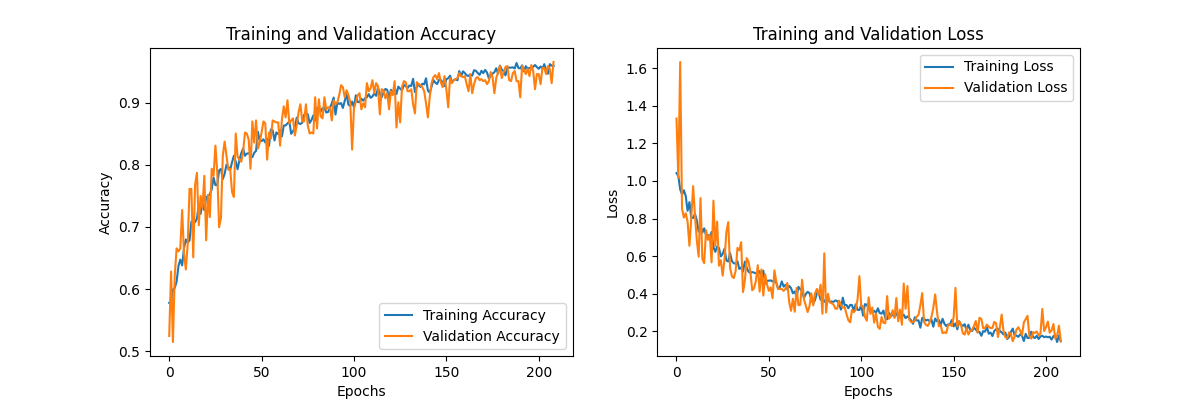 Training and Validation Accuracy
Accuracy
0.9
0.8
0.7
0.6
0.5
0
50
100
150
200
Epochs
Training Accuracy
Validation Accuracy
Training and Validation Loss
Loss
1.6
1.4
1.2
1.0
0.8
0.6
0.4
0.2
0
50
100
150
200
Epochs
Training Loss
Validation Loss